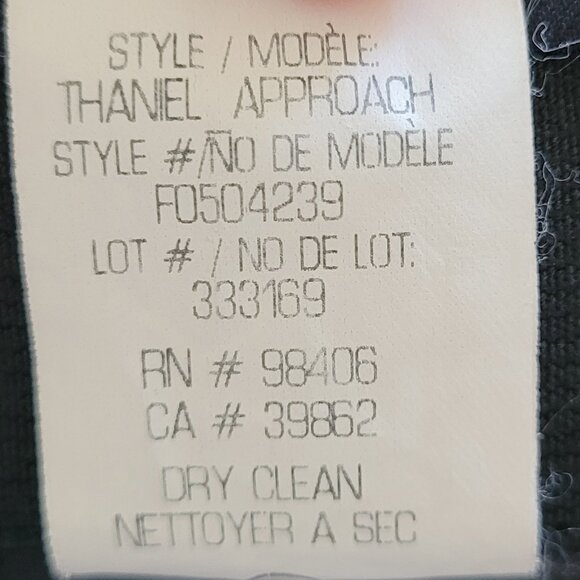 STYLE / MODÈLE:
THANIEL APPROACH
STYLE #/NO DE MODÈLE
F0504239
LOT # / NO DE LOT:
333169
RN # 98406
CA # 39862
DRY CLEAN
NETTOYER A SEC